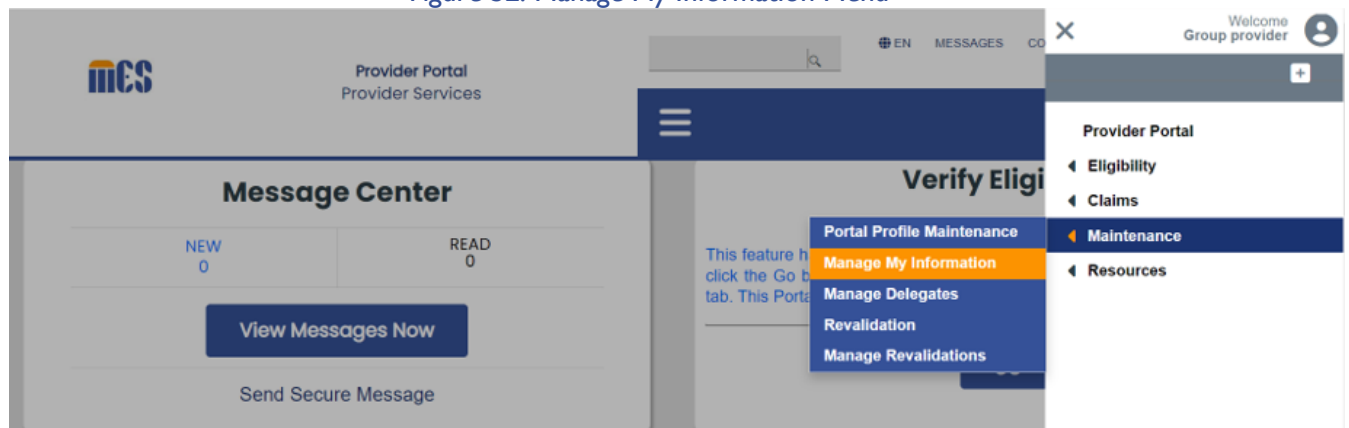 mes
Provider Portal
Provider Services
EN MESSAGES CO
Welcome
Group provider
Message Center
NEW
0
READ
0
View Messages Now
Send Secure Message
Verify Eligi
This feature h
click the Go b
tab. This Porta
Portal Profile Maintenance
Manage My Information
Manage Delegates
Revalidation
Manage Revalidations
Provider Portal
Eligibility
Claims
Maintenance
Resources